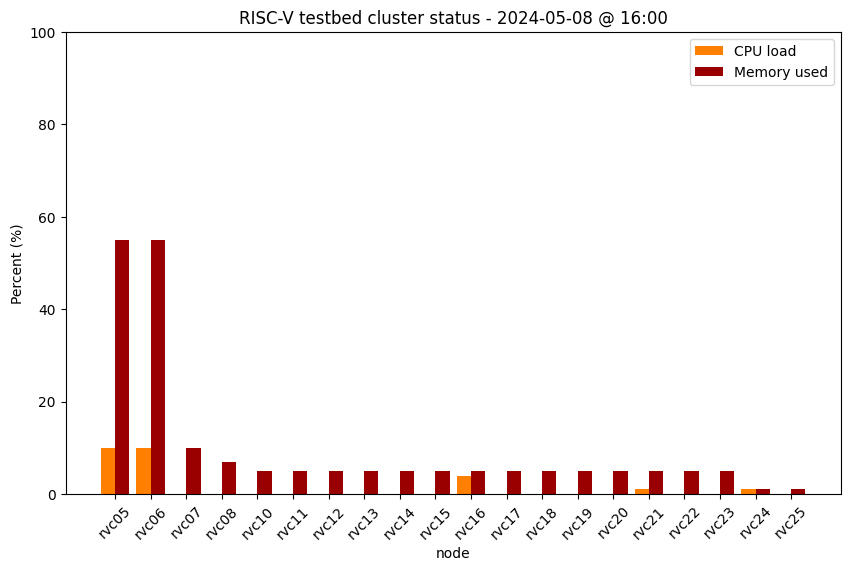 RISC-V testbed cluster status - 2024-05-08 @ 16:00
CPU load
Memory used
Percent (%)
100
80
60
40
20
0
rvc05
rvc06
rvc07
rvc08
rvc10
rvc11
rvc12
rvc13
rvc14
rvc15
rvc16
rvc17
rvc18
rvc19
rvc20
rvc21
rvc22
rvc23
rvc24
rvc25
node